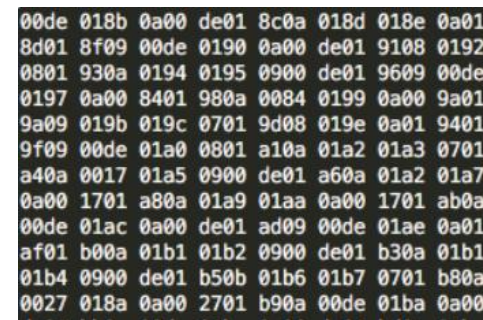 00de 018b 0a00 de01 8c0a 018d 018e 0a01
8d01 8f09 00de 0190 0a00 de01 9108 0192
0801 930a 0194 0195 0900 de01 9609 00de
0197 0a00 8401 980a 0084 0199 0a00 9a01
9a09 019b 019c 0701 9d08 019e 0a01 9401
9f09 00de 01a0 0801 a10a 01a2 01a3 0701
a40a 0017 01a5 0900 de01 a60a 01a2 01a7
0a00 1701 a80a 01a9 01aa 0a00 1701 ab0a
00de 01ac 0a00 de01 ad09 00de 01ae 0a01
af01 b00a 01b1 01b2 0900 de01 b30a 01b1
01b4 0900 de01 b50b 01b6 01b7 0701 b80a
0027 018a 0a00 2701 b90a 00de 01ba 0a00